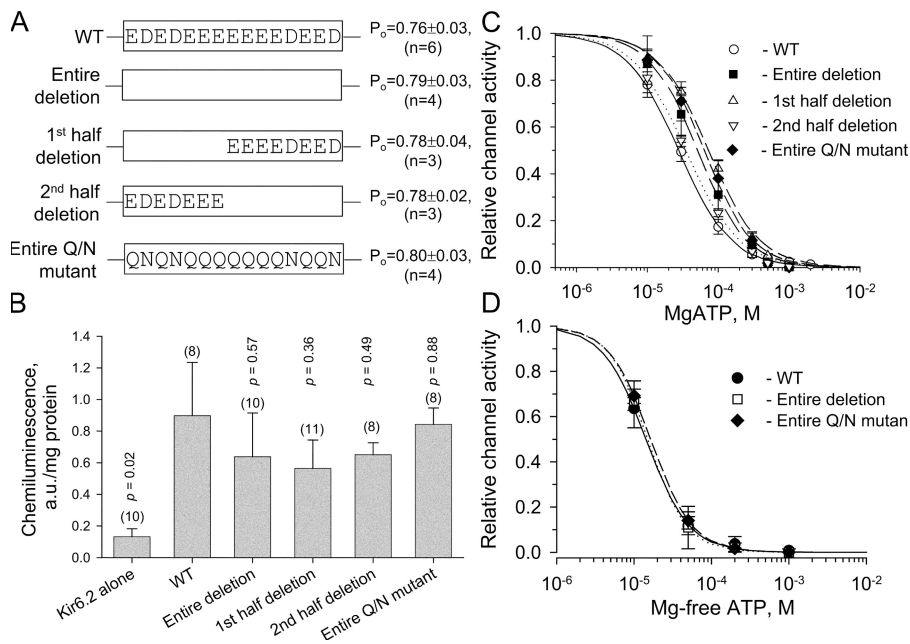 A
WT
EDEDEEEEEEEDEED
P₀=0.76±0.03,
(n=6)
Entire
deletion
P₀=0.79±0.03,
(n=4)
1st half
deletion
EEEEDEED
P₀=0.78±0.04,
(n=3)
2nd half
deletion
EDEDEEE
P₀=0.78±0.02,
(n=3)
Entire Q/N
mutant
QNQNQQQQQQQNQQN
P₀=0.80±0.03,
(n=4)
B
Chemiluminescence,
a.u./mg protein
1.4
1.2
1.0
0.8
0.6
0.4
0.2
0.0
p = 0.02
(10)
(8)
p = 0.57
(10)
p = 0.36
(11)
p = 0.49
(8)
p = 0.88
(8)
Kir6.2 alone
WT
Entire deletion
1st half deletion
2nd half deletion
Entire Q/N mutant
C
Relative channel activity
1.0
0.8
0.6
0.4
0.2
0.0
- WT
- Entire deletion
- 1st half deletion
- 2nd half deletion
- Entire Q/N mutant
10-6
10-5
10-4
10-3
10-2
MgATP, M
D
Relative channel activity
1.0
0.8
0.6
0.4
0.2
0.0
- WT
- Entire deletion
- Entire Q/N mutan
10-6
10-5
10-4
10-3
10-2
Mg-free ATP, M